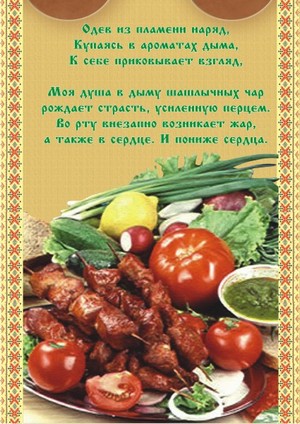 Одев из пламени наряд,
Купаясь в ароматах дыма,
К себе приковывает взгляд,
Моя душа в дыму шашлычных чар
рождает страсть, усиленную перцем.
Во рту внезапно возникает жар,
а также в сердце. И пониже сердца.